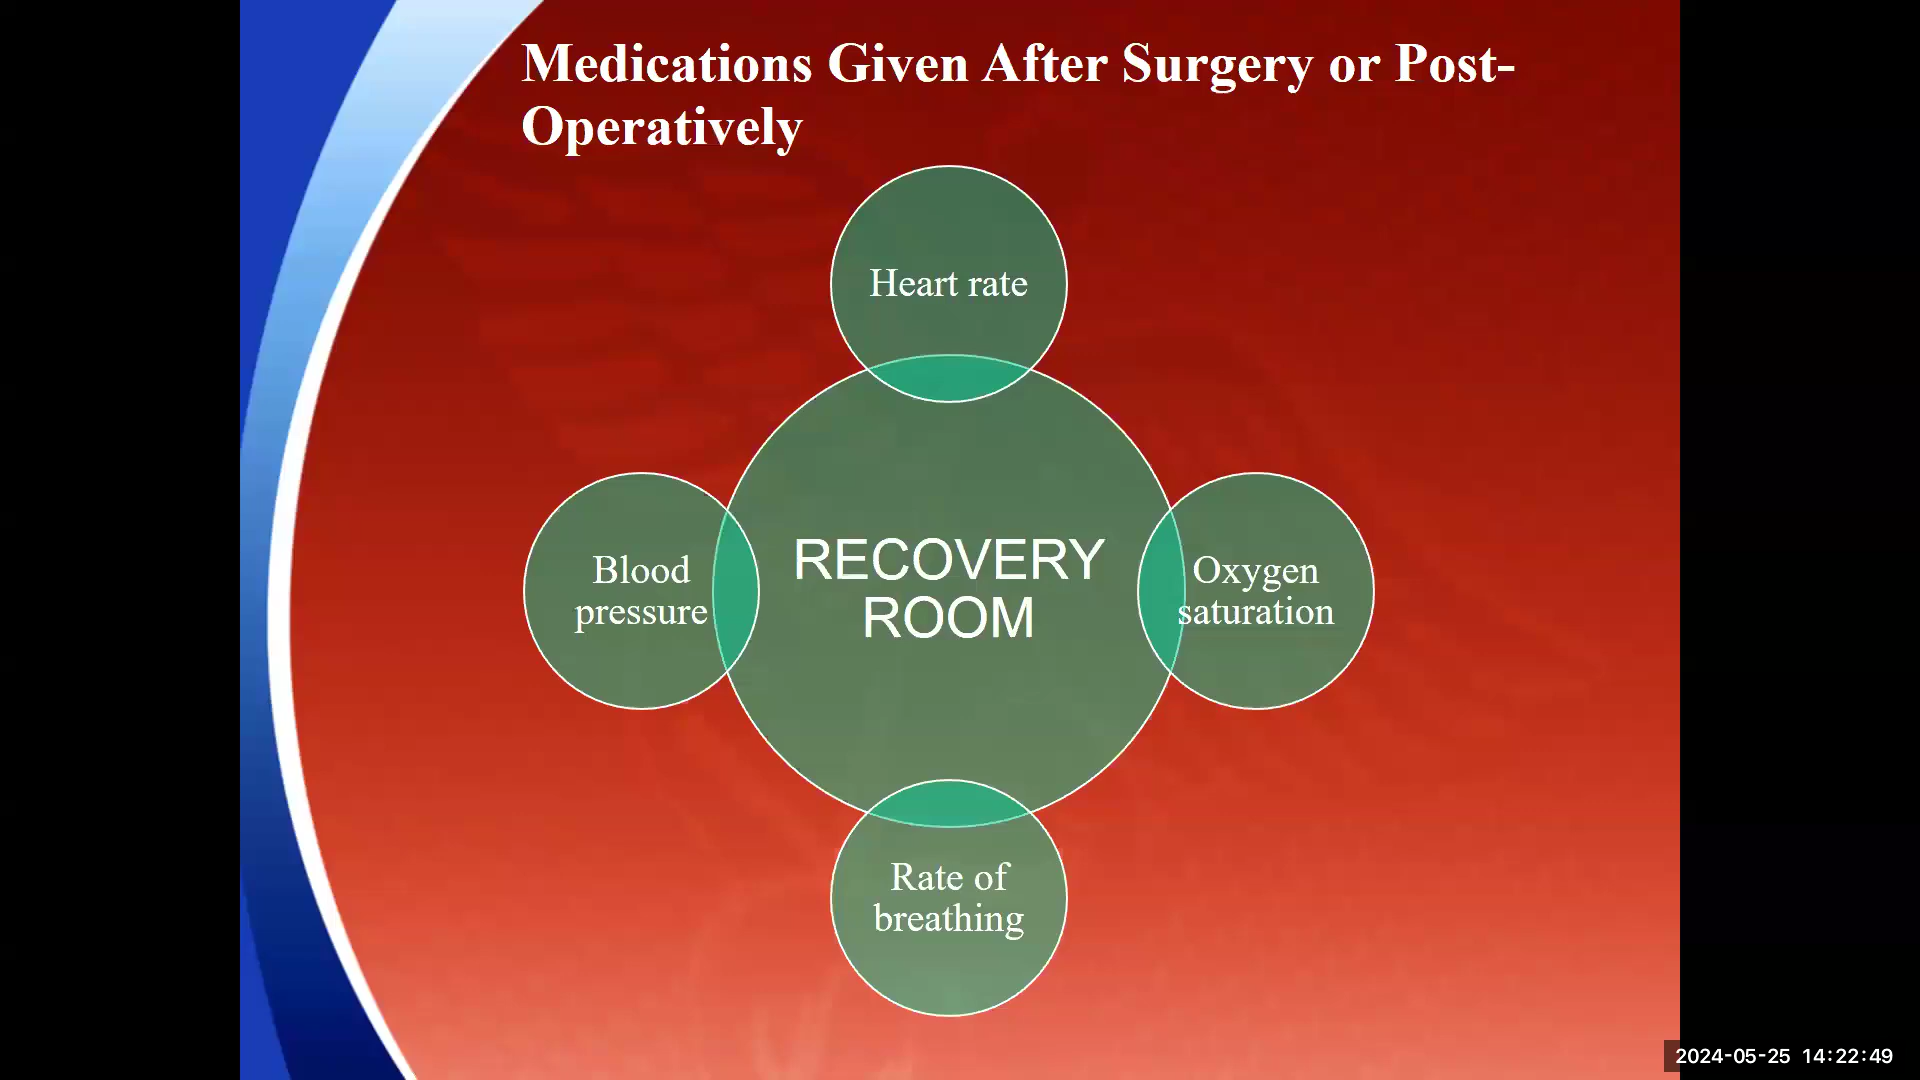 Medications Given After Surgery or Post-
Operatively
Heart rate
Blood
pressure
RECOVERY
ROOM
Oxygen
saturation
Rate of
breathing
2024-05-25 14:22:49